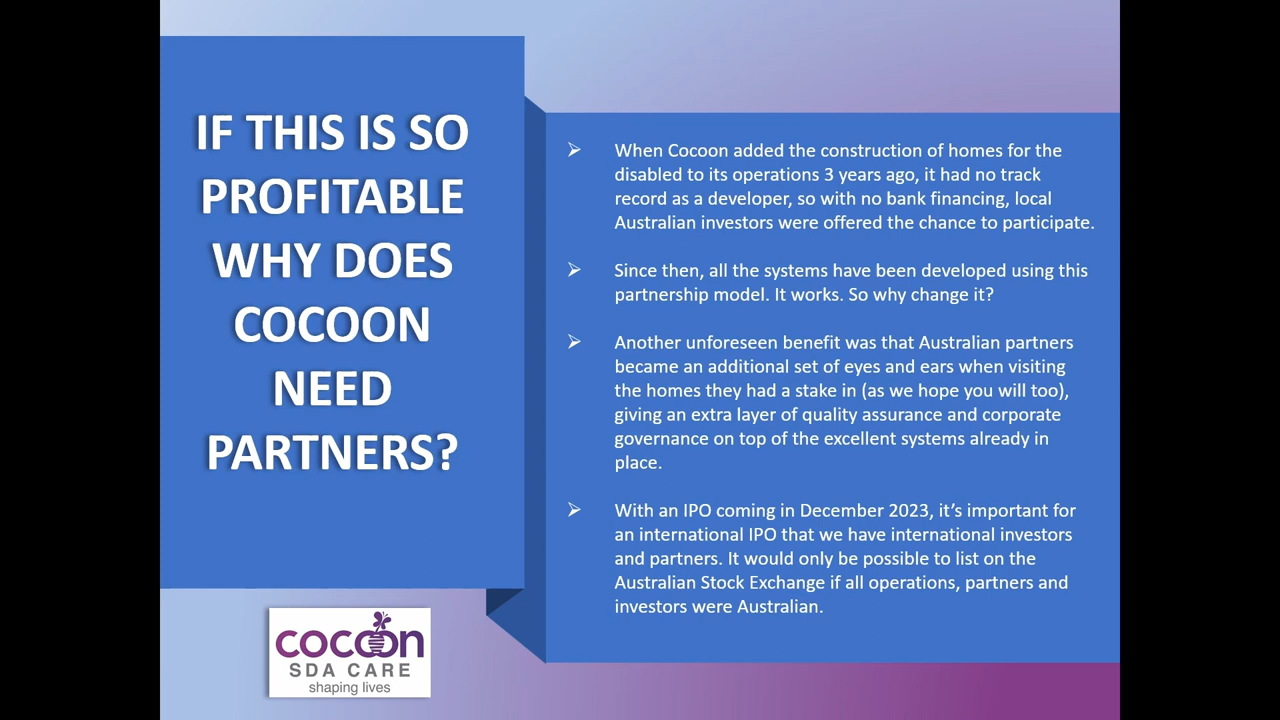 IF THIS IS SO
PROFITABLE
WHY DOES
COCOON
NEED
PARTNERS?
When Cocoon added the construction of homes for the
disabled to its operations 3 years ago, it had no track
record as a developer, so with no bank financing, local
Australian investors were offered the chance to participate.
Since then, all the systems have been developed using this
partnership model. It works. So why change it?
Another unforeseen benefit was that Australian partners
became an additional set of eyes and ears when visiting
the homes they had a stake in (as we hope you will too),
giving an extra layer of quality assurance and corporate
governance on top of the excellent systems already in
place.
With an IPO coming in December 2023, it’s important for
an international IPO that we have international investors
and partners. It would only be possible to list on the
Australian Stock Exchange if all operations, partners and
investors were Australian.
cocoon
SDA CARE
shaping lives